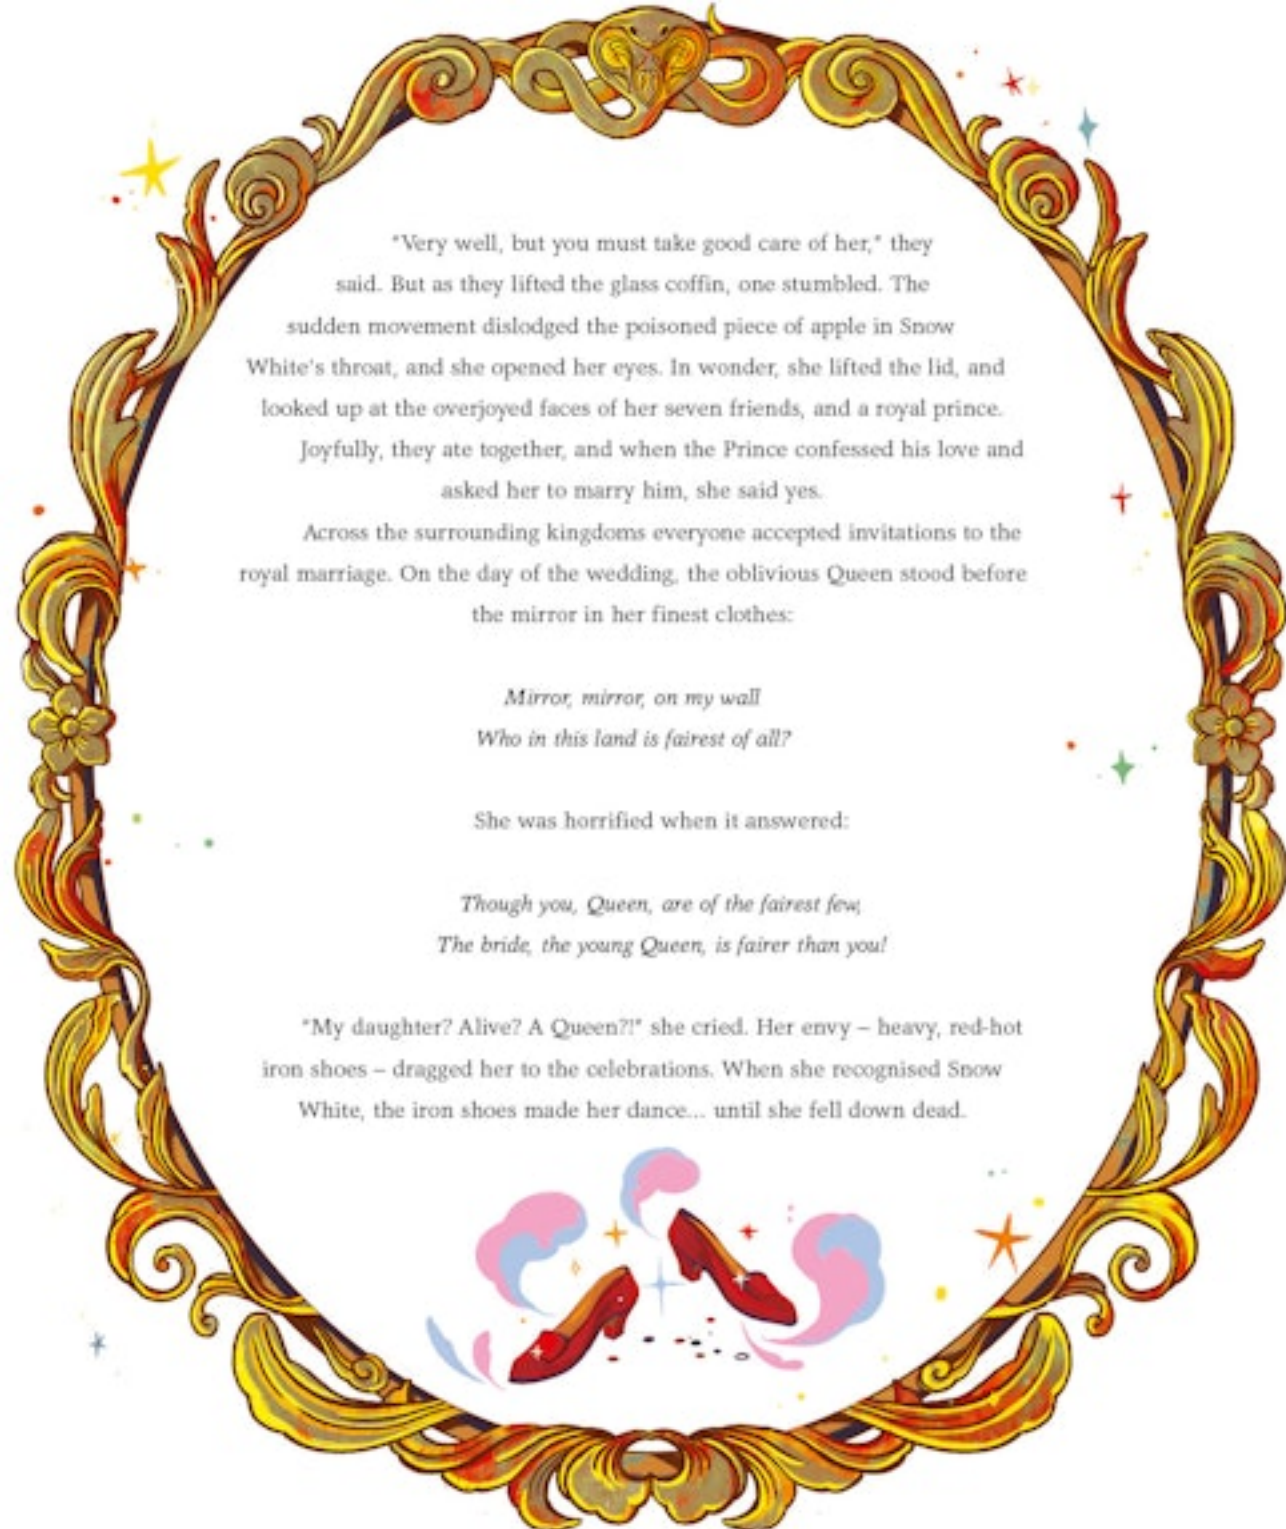 "Very well, but you must take good care of her," they
said. But as they lifted the glass coffin, one stumbled. The
sudden movement dislodged the poisoned piece of apple in Snow
White's throat, and she opened her eyes. In wonder, she lifted the lid, and
looked up at the overjoyed faces of her seven friends, and a royal prince.
Joyfully, they ate together, and when the Prince confessed his love and
asked her to marry him, she said yes.
Across the surrounding kingdoms everyone accepted invitations to the
royal marriage. On the day of the wedding, the oblivious Queen stood before
the mirror in her finest clothes:
Mirror, mirror, on my wall
Who in this land is fairest of all?
She was horrified when it answered:
Though you, Queen, are of the fairest few,
The bride, the young Queen, is fairer than you!
"My daughter? Alive? A Queen?!" she cried. Her envy – heavy, red-hot
iron shoes – dragged her to the celebrations. When she recognised Snow
White, the iron shoes made her dance... until she fell down dead.